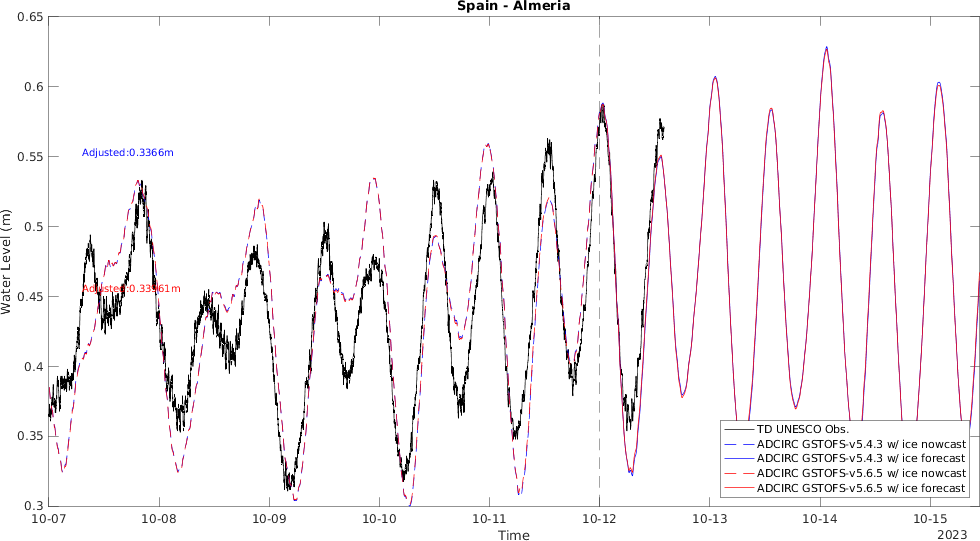 Spain - Almeria
0.65
0.6
0.55
0.5
0.45
0.4
0.35
0.3
Water Level (m)
Adjusted:0.3366m
TD UNESCO Obs.
ADCIRC GSTOFS-v5.4.3 w/ ice nowcast
ADCIRC GSTOFS-v5.4.3 w/ ice forecast
ADCIRC GSTOFS-v5.6.5 w/ ice nowcast
ADCIRC GSTOFS-v5.6.5 w/ ice forecast
10-07 10-08 10-09 10-10 10-11 10-12 10-13 10-14 10-15
Time
2023